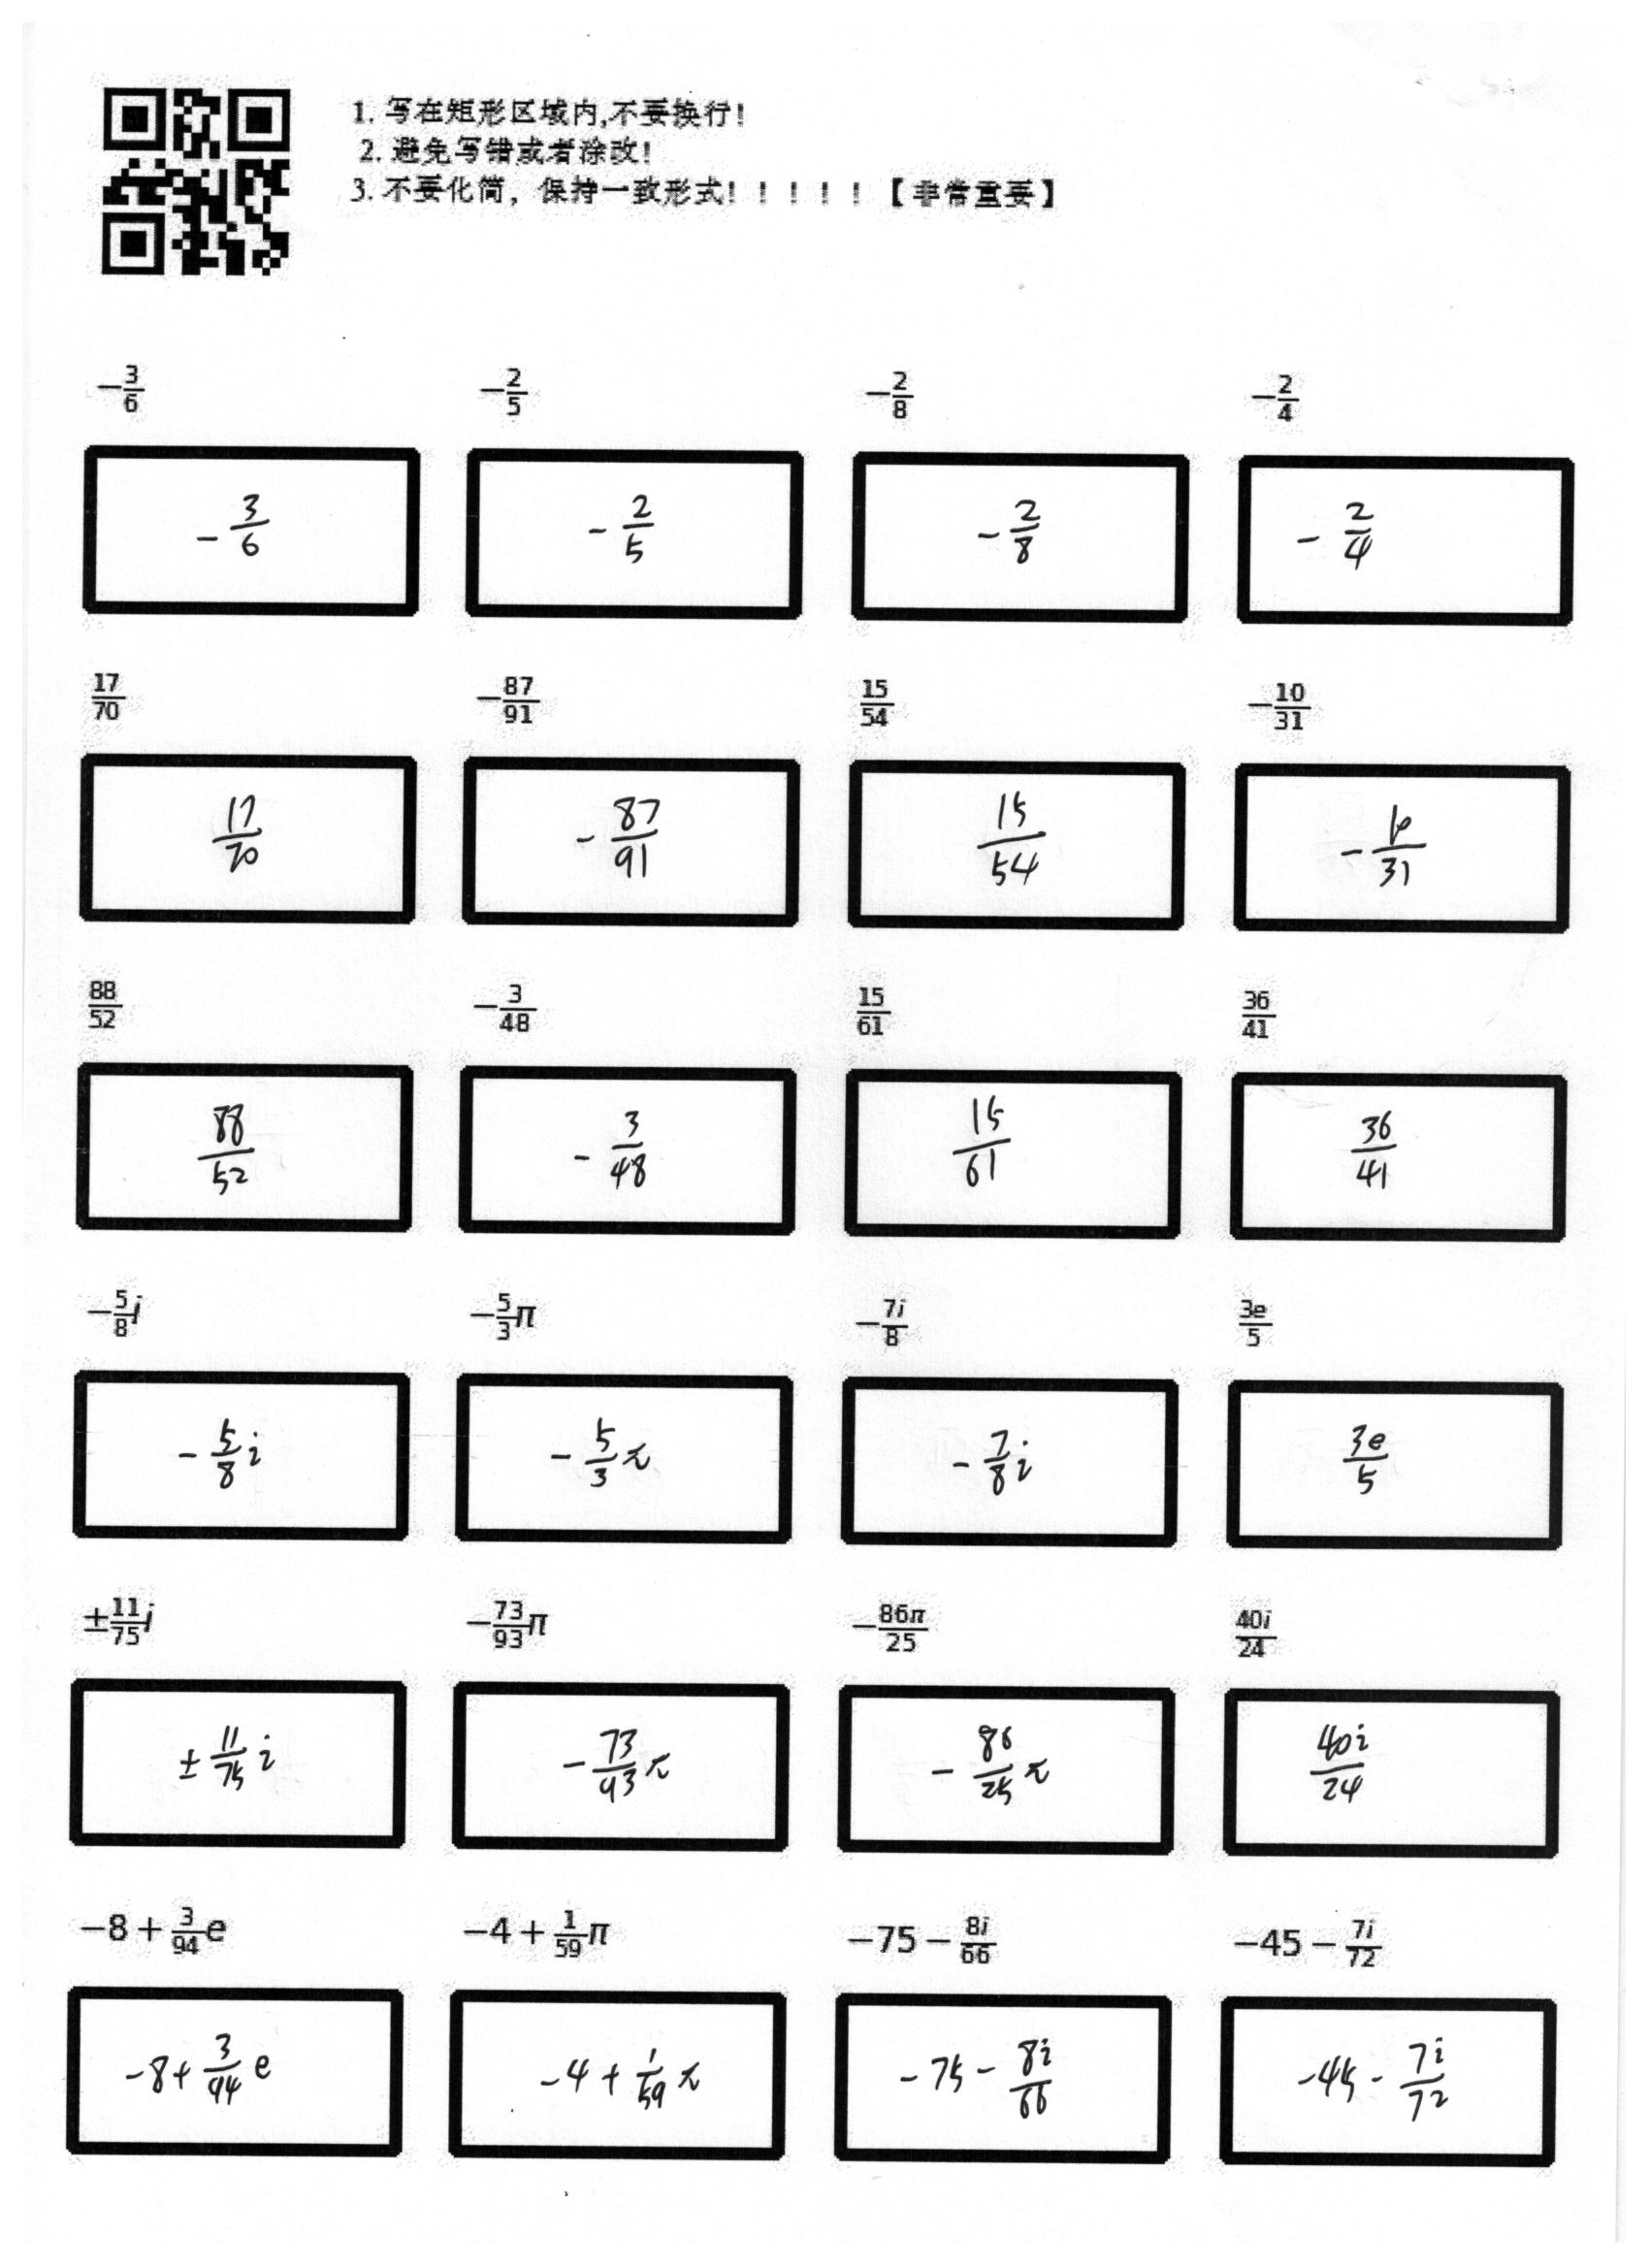 1. 写在矩形区域内,不要换行!
2. 避免写错或者涂改!
3. 不要化简，保持一致形式! ! ! ! ! 【非常重要】
$-\frac{3}{6}$ $-\frac{2}{5}$ $-\frac{2}{8}$ $-\frac{2}{4}$
$-\frac{3}{6}$ $-\frac{2}{5}$ $-\frac{2}{8}$ $-\frac{2}{4}$
$\frac{17}{70}$ $-\frac{87}{91}$ $\frac{15}{54}$ $-\frac{10}{31}$
$\frac{17}{70}$ $-\frac{87}{91}$ $\frac{15}{54}$ $-\frac{10}{31}$
$\frac{88}{52}$ $-\frac{3}{48}$ $\frac{15}{61}$ $\frac{36}{41}$
$\frac{88}{52}$ $-\frac{3}{48}$ $\frac{15}{61}$ $\frac{36}{41}$
$-\frac{5}{8}i$ $-\frac{5}{3}\pi$ $-\frac{7i}{8}$ $\frac{3e}{5}$
$-\frac{5}{8}i$ $-\frac{5}{3}\pi$ $-\frac{7}{8}i$ $\frac{3e}{5}$
$\pm\frac{11}{75}i$ $-\frac{73}{93}\pi$ $-\frac{86\pi}{25}$ $\frac{40i}{24}$
$\pm\frac{11}{75}i$ $-\frac{73}{93}\pi$ $-\frac{86}{25}\pi$ $\frac{40i}{24}$
$-8+\frac{3}{94}e$ $-4+\frac{1}{59}\pi$ $-75-\frac{8i}{66}$ $-45-\frac{7i}{72}$
$-8+\frac{3}{94}e$ $-4+\frac{1}{59}\pi$ $-75-\frac{8i}{66}$ $-45-\frac{7i}{72}$